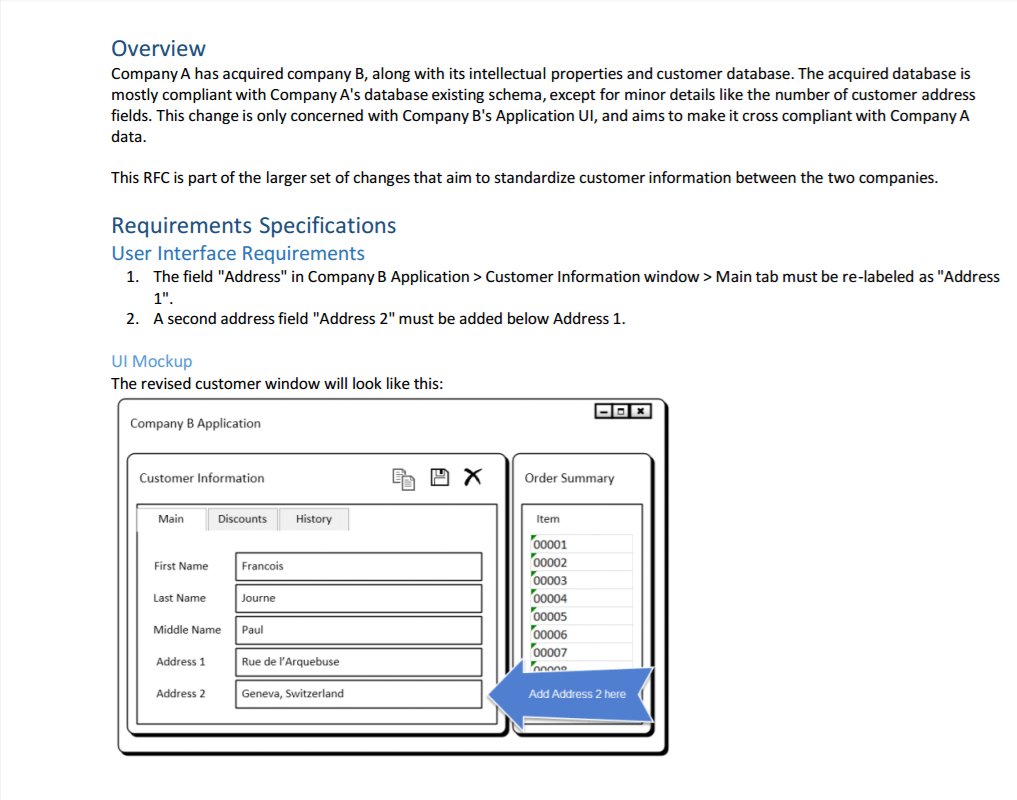 Overview
Company A has acquired company B, along with its intellectual properties and customer database. The acquired database is
mostly compliant with Company A's database existing schema, except for minor details like the number of customer address
fields. This change is only concerned with Company B's Application UI, and aims to make it cross compliant with Company A
data.
This RFC is part of the larger set of changes that aim to standardize customer information between the two companies.
Requirements Specifications
User Interface Requirements
1. The field "Address" in Company B Application > Customer Information window > Main tab must be re-labeled as "Address
1".
2. A second address field "Address 2" must be added below Address 1.
UI Mockup
The revised customer window will look like this:
Company B Application
Customer Information
Main Discounts History
First Name Francois
Last Name Journe
Middle Name Paul
Address 1 Rue de l'Arquebuse
Address 2 Geneva, Switzerland
Order Summary
Item
00001
00002
00003
00004
00005
00006
00007
Add Address 2 here